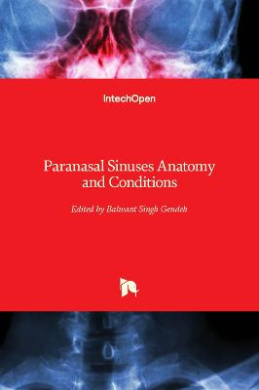 IntechOpen
Paranasal Sinuses Anatomy
and Conditions
Edited by Balwant Singh Gendeh